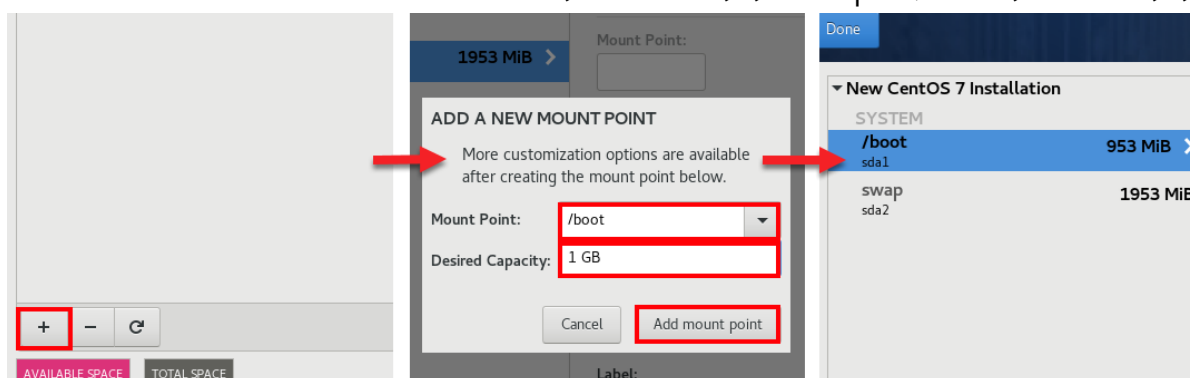 + −
AVAILABLE SPACE TOTAL SPACE
Mount Point:
1953 MiB
ADD A NEW MOUNT POINT
More customization options are available
after creating the mount point below.
Mount Point: /boot
Desired Capacity: 1 GB
Cancel Add mount point
Label:
Done
New CentOS 7 Installation
SYSTEM
/boot 953 MiB
sda1
swap 1953 MiB
sda2